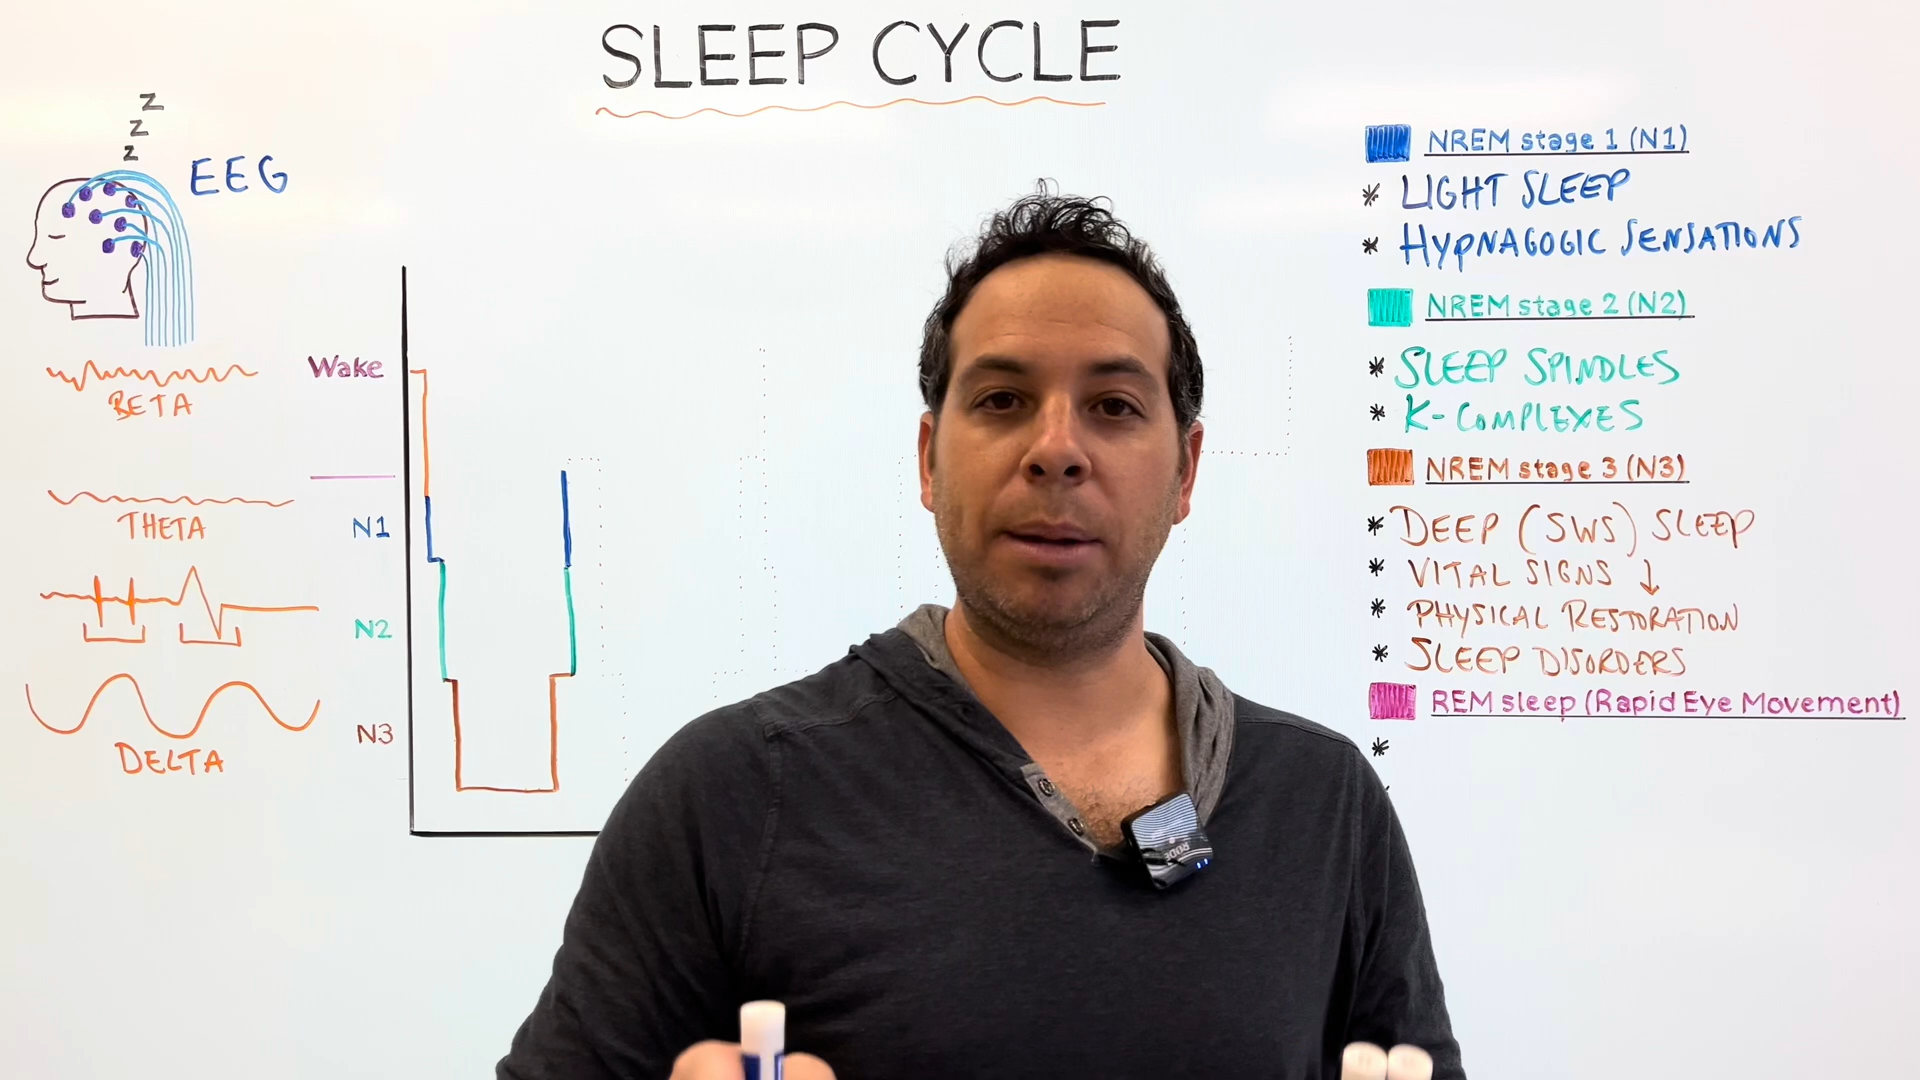 SLEEP CYCLE
z
z
z
EEG
BETA
THETA
DELTA
Wake
N1
N2
N3
NREM stage 1 (N1)
* LIGHT SLEEP
* HYPNAGOGIC SENSATIONS
NREM stage 2 (N2)
* SLEEP SPINDLES
* K-COMPLEXES
NREM stage 3 (N3)
* DEEP (SWS) SLEEP
* VITAL SIGNS ↓
* PHYSICAL RESTORATION
* SLEEP DISORDERS
REM sleep (Rapid Eye Movement)
*
RODE